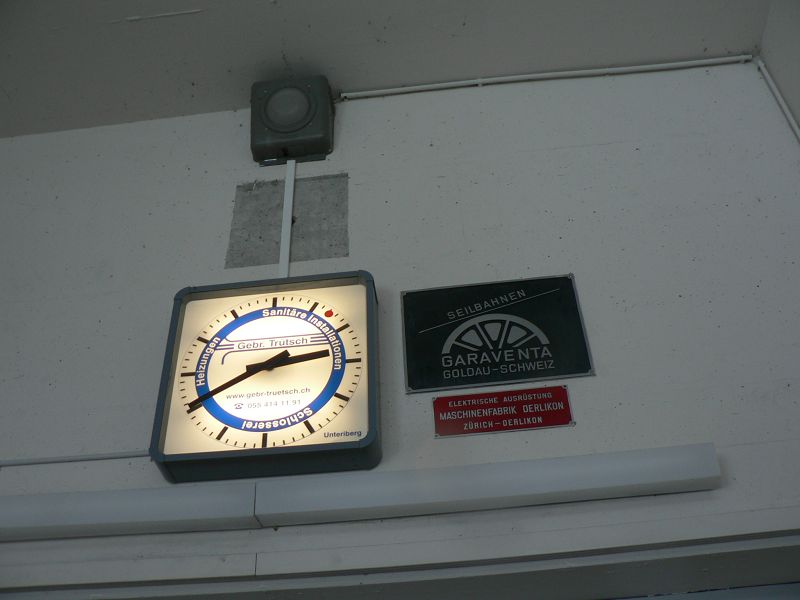 Sanitäre Installationen
Heizungen
Gebr. Trutsch
www.gebr-truetsch.ch
☎ 055 414 11 91
Schlosserei
Unteriberg
SEILBAHNEN
GARAVENTA
GOLDAU-SCHWEIZ
ELEKTRISCHE AUSRÜSTUNG
MASCHINENFABRIK OERLIKON
ZÜRICH-OERLIKON